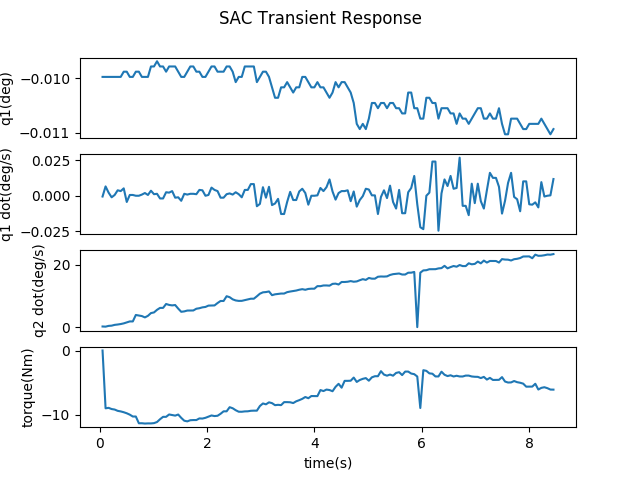 SAC Transient Response
−0.010
−0.011
q1(deg)
0.025
0.000
−0.025
q1 dot(deg/s)
20
0
q2 dot(deg/s)
0
−10
torque(Nm)
0 2 4 6 8
time(s)